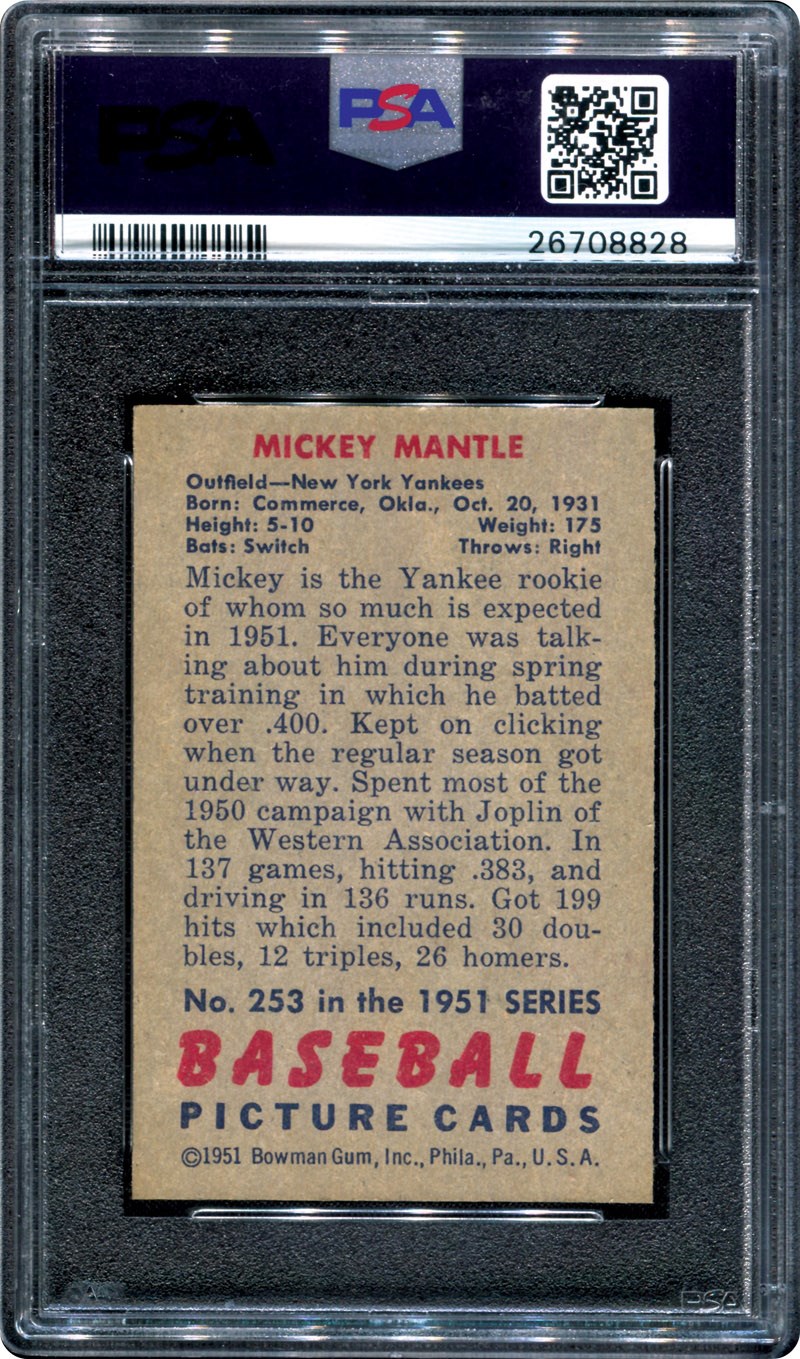 PSA
PSA
26708828
MICKEY MANTLE
Outfield—New York Yankees
Born: Commerce, Okla., Oct. 20, 1931
Height: 5-10 Weight: 175
Bats: Switch Throws: Right
Mickey is the Yankee rookie
of whom so much is expected
in 1951. Everyone was talk-
ing about him during spring
training in which he batted
over .400. Kept on clicking
when the regular season got
under way. Spent most of the
1950 campaign with Joplin of
the Western Association. In
137 games, hitting .383, and
driving in 136 runs. Got 199
hits which included 30 dou-
bles, 12 triples, 26 homers.
No. 253 in the 1951 SERIES
BASEBALL
PICTURE CARDS
©1951 Bowman Gum, Inc., Phila., Pa., U.S.A.
PSA